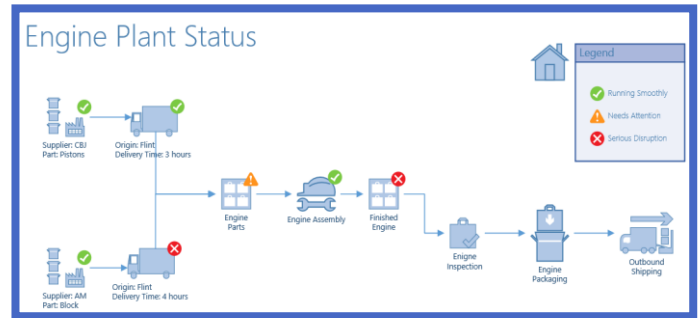 Engine Plant Status
Legend
Running Smoothly
Needs Attention
Serious Disruption
Supplier: CBJ
Part: Pistons
Origin: Flint
Delivery Time: 3 hours
Engine
Parts
Engine Assembly
Finished
Engine
Enigne
Inspection
Engine
Packaging
Outbound
Shipping
Supplier: AM
Part: Block
Origin: Flint
Delivery Time: 4 hours